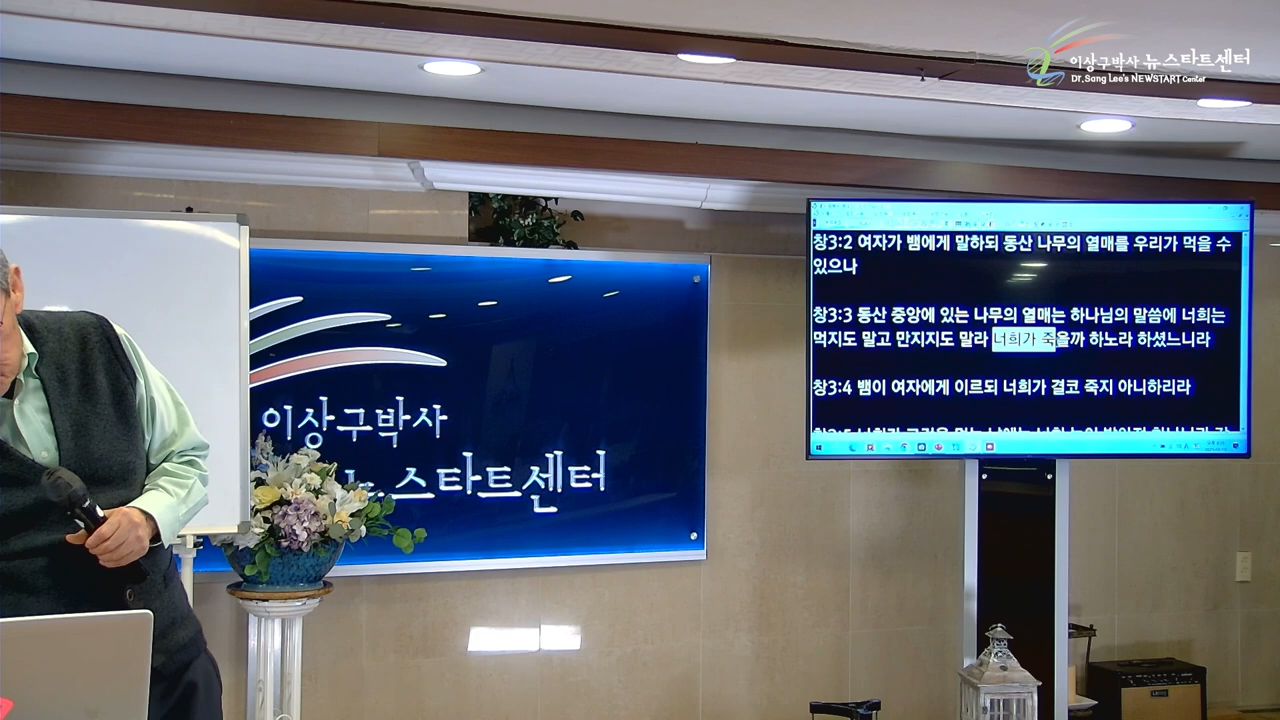 이상구박사 뉴스타트센터
Dr. Sang Lee's NEWSTART Center
창3:2 여자가 뱀에게 말하되 동산 나무의 열매를 우리가 먹을 수
있으나
창3:3 동산 중앙에 있는 나무의 열매는 하나님의 말씀에 너희는
먹지도 말고 만지지도 말라 너희가 죽을까 하노라 하셨느니라
창3:4 뱀이 여자에게 이르되 너희가 결코 죽지 아니하리라
이상구박사
뉴스타트센터